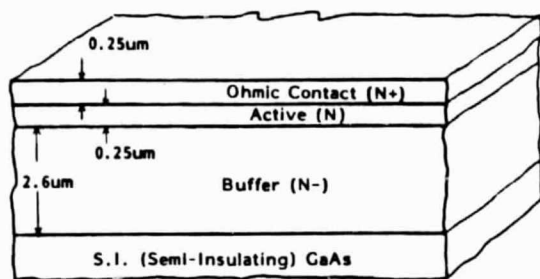 0.25um
Ohmic Contact (N+)
Active (N)
0.25um
2.6um
Buffer (N-)
S.I. (Semi-Insulating) GaAs